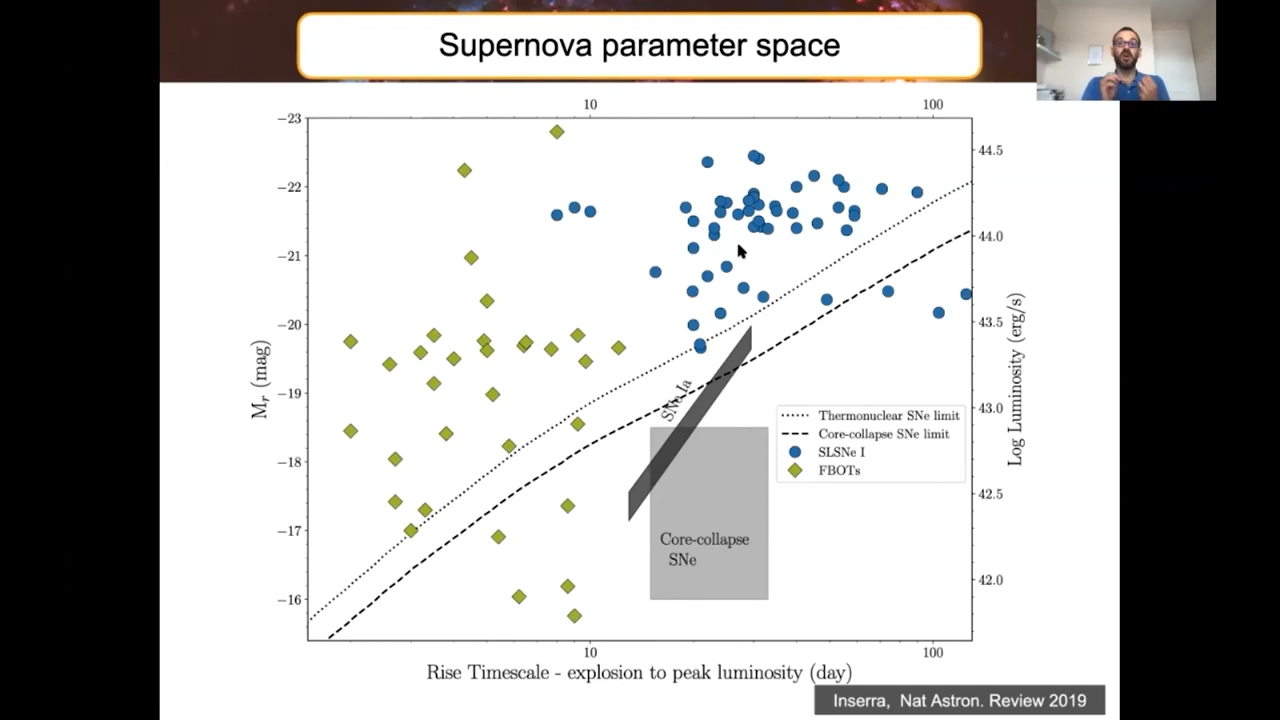 Supernova parameter space
10
100
−23
−22
−21
−20
−19
−18
−17
−16
44.5
44.0
43.5
43.0
42.5
42.0
M_r (mag)
Log Luminosity (erg/s)
SNe Ia
Core-collapse
SNe
Thermonuclear SNe limit
Core-collapse SNe limit
SLSNe I
FBOTs
10
100
Rise Timescale - explosion to peak luminosity (day)
Inserra, Nat Astron. Review 2019